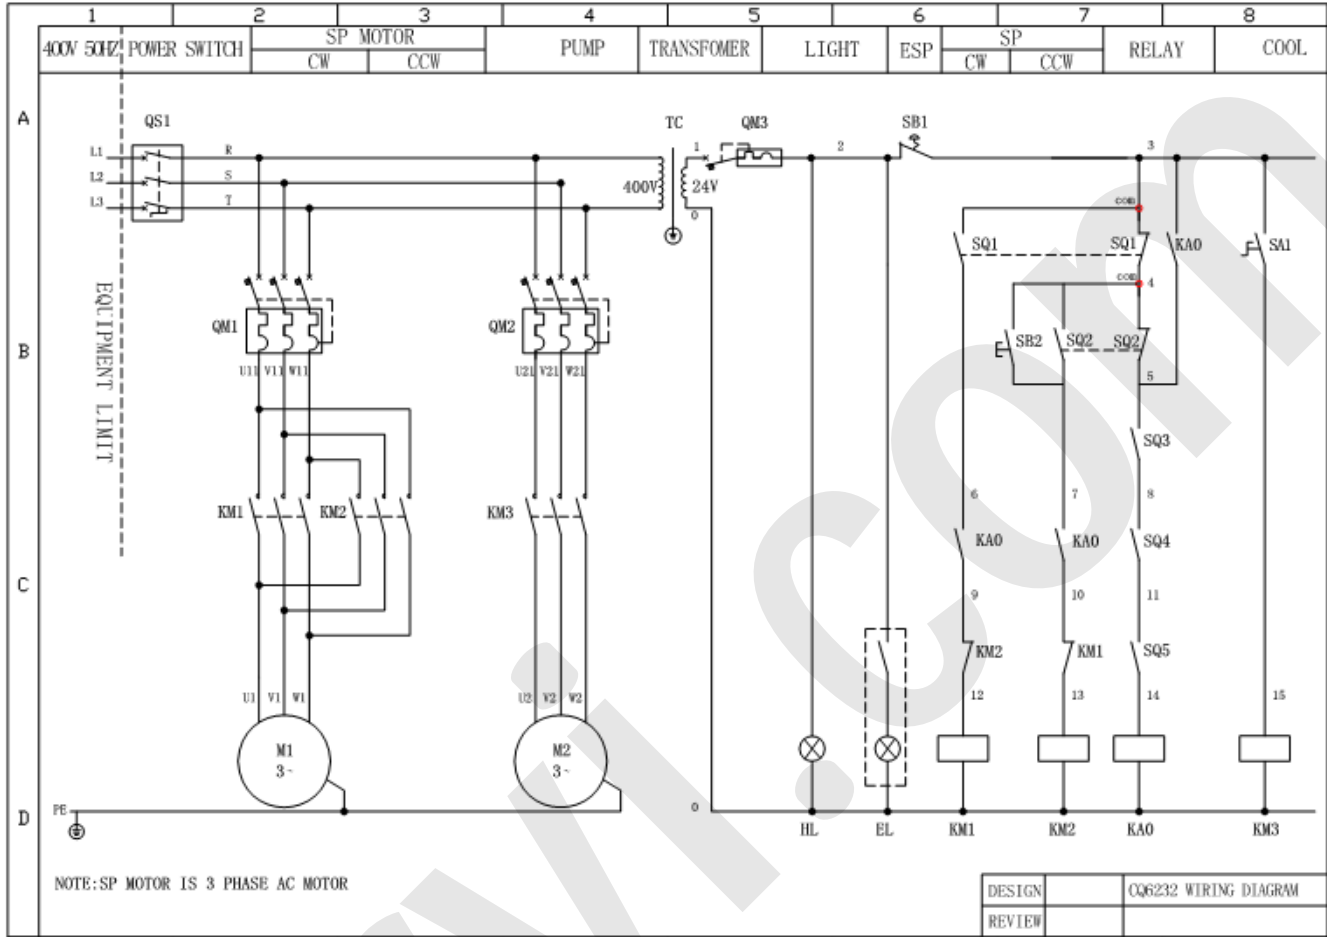 1 2 3 4 5 6 7 8
400V 50HZ POWER SWITCH SP MOTOR PUMP TRANSFOMER LIGHT ESP SP RELAY COOL
CW CCW CW CCW
A
QS1 TC QM3 SB1
L1 R 1 2 3
L2 S 400V 24V
L3 T 0
com
SQ1 SQ1 KA0 SA1
com 4
EQUIPMENT LIMIT
B
QM1 QM2 SB2 SQ2 SQ2
U11 V11 W11 U21 V21 W21 5
SQ3
6 7 8
KM1 KM2 KM3
KA0 KA0 SQ4
C
9 10 11
KM2 KM1 SQ5
U1 V1 W1 U2 V2 W2 12 13 14 15
M1 M2
3~ 3~
D
PE 0
HL EL KM1 KM2 KA0 KM3
NOTE:SP MOTOR IS 3 PHASE AC MOTOR
DESIGN CQ6232 WIRING DIAGRAM
REVIEW
rvi.com